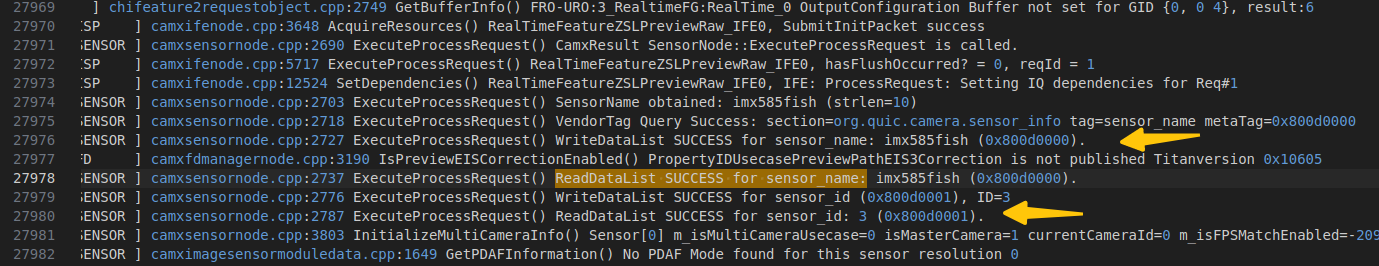 27969 ] chifeature2requestobject.cpp:2749 GetBufferInfo() FRO-URO:3_RealtimeFG:RealTime_0 OutputConfiguration Buffer not set for GID {0, 0 4}, result:6
27970 ISP ] camxifenode.cpp:3648 AcquireResources() RealTimeFeatureZSLPreviewRaw_IFE0, SubmitInitPacket success
27971 SENSOR ] camxsensornode.cpp:2690 ExecuteProcessRequest() CamxResult SensorNode::ExecuteProcessRequest is called.
27972 ISP ] camxifenode.cpp:5717 ExecuteProcessRequest() RealTimeFeatureZSLPreviewRaw_IFE0, hasFlushOccurred? = 0, reqId = 1
27973 ISP ] camxifenode.cpp:12524 SetDependencies() RealTimeFeatureZSLPreviewRaw_IFE0, IFE: ProcessRequest: Setting IQ dependencies for Req#1
27974 SENSOR ] camxsensornode.cpp:2703 ExecuteProcessRequest() SensorName obtained: imx585fish (strlen=10)
27975 SENSOR ] camxsensornode.cpp:2718 ExecuteProcessRequest() VendorTag Query Success: section=org.quic.camera.sensor_info tag=sensor_name metaTag=0x800d0000
27976 SENSOR ] camxsensornode.cpp:2727 ExecuteProcessRequest() WriteDataList SUCCESS for sensor_name: imx585fish (0x800d0000).
27977 FD ] camxfdmanagernode.cpp:3190 IsPreviewEISCorrectionEnabled() PropertyIDUsecasePreviewPathEIS3Correction is not published Titanversion 0x10605
27978 SENSOR ] camxsensornode.cpp:2737 ExecuteProcessRequest() ReadDataList SUCCESS for sensor_name: imx585fish (0x800d0000).
27979 SENSOR ] camxsensornode.cpp:2776 ExecuteProcessRequest() WriteDataList SUCCESS for sensor_id (0x800d0001), ID=3
27980 SENSOR ] camxsensornode.cpp:2787 ExecuteProcessRequest() ReadDataList SUCCESS for sensor_id: 3 (0x800d0001).
27981 SENSOR ] camxsensornode.cpp:3803 InitializeMultiCameraInfo() Sensor[0] m_isMultiCameraUsecase=0 isMasterCamera=1 currentCameraId=0 m_isFPSMatchEnabled=-209
27982 SENSOR ] camximagesensormoduledata.cpp:1649 GetPDAFInformation() No PDAF Mode found for this sensor resolution 0